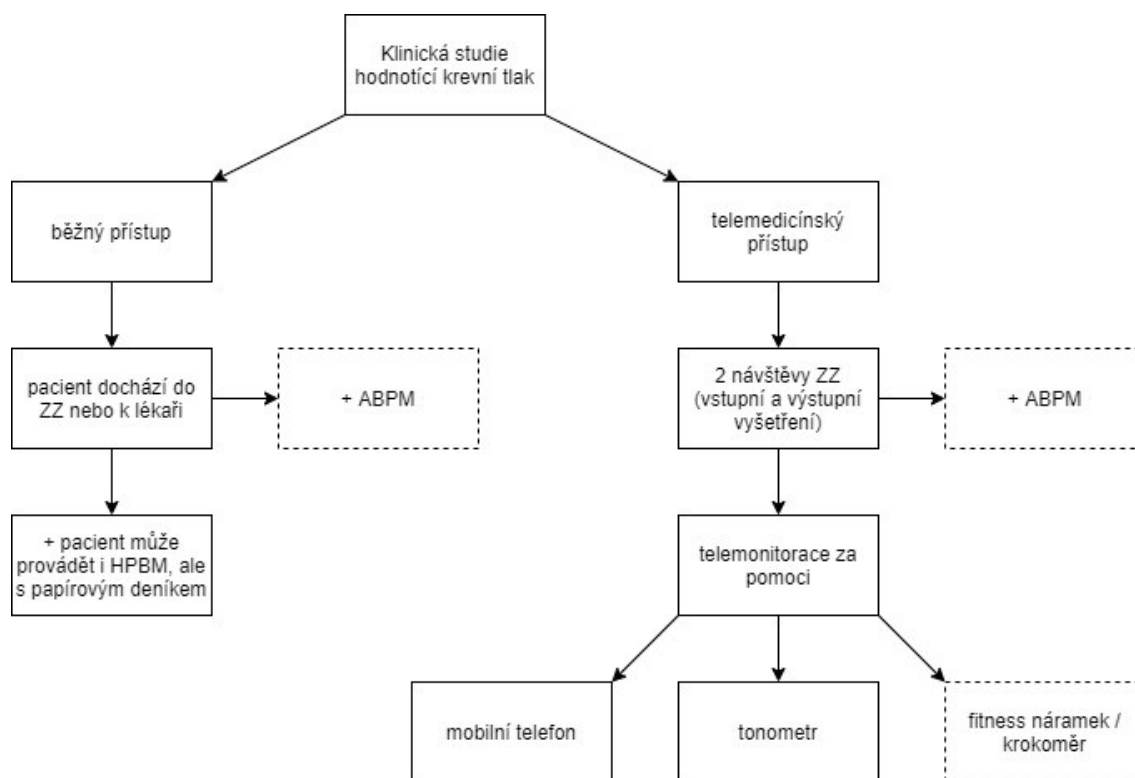 Klinická studie
hodnotící krevní tlak
běžný přístup
telemedicínský
přístup
pacient dochází do
ZZ nebo k lékaři
+ ABPM
2 návštěvy ZZ
(vstupní a výstupní
vyšetření)
+ ABPM
+ pacient může
provádět i HPBM, ale
s papírovým deníkem
telemonitorace za
pomoci
mobilní telefon
tonometr
fitness náramek /
krokoměr